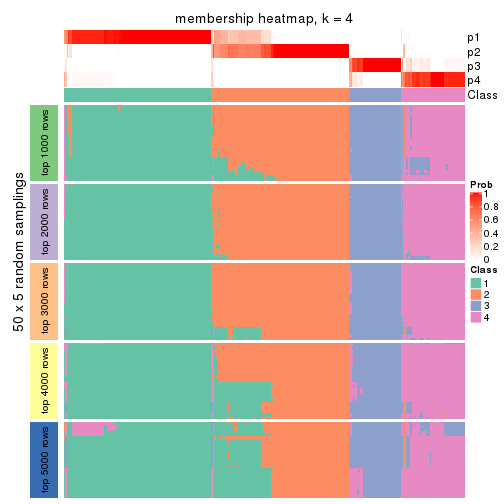 membership heatmap, k = 4
p1
p2
p3
p4
Class
50 x 5 random samplings
top 1000 rows
top 2000 rows
top 3000 rows
top 4000 rows
top 5000 rows
Prob
1
0.8
0.6
0.4
0.2
0
Class
1
2
3
4